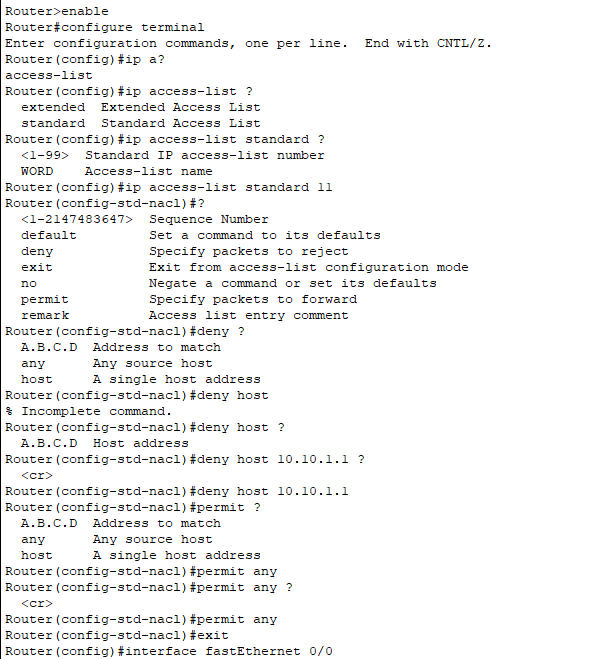 Router>enable
Router#configure terminal
Enter configuration commands, one per line.  End with CNTL/Z.
Router(config)#ip a?
access-list
Router(config)#ip access-list ?
  extended  Extended Access List
  standard  Standard Access List
Router(config)#ip access-list standard ?
  <1-99>  Standard IP access-list number
  WORD    Access-list name
Router(config)#ip access-list standard 11
Router(config-std-nacl)#?
  <1-2147483647>  Sequence Number
  default         Set a command to its defaults
  deny            Specify packets to reject
  exit            Exit from access-list configuration mode
  no              Negate a command or set its defaults
  permit          Specify packets to forward
  remark          Access list entry comment
Router(config-std-nacl)#deny ?
  A.B.C.D  Address to match
  any      Any source host
  host     A single host address
Router(config-std-nacl)#deny host
% Incomplete command.
Router(config-std-nacl)#deny host ?
  A.B.C.D  Host address
Router(config-std-nacl)#deny host 10.10.1.1 ?
  <cr>
Router(config-std-nacl)#deny host 10.10.1.1
Router(config-std-nacl)#permit ?
  A.B.C.D  Address to match
  any      Any source host
  host     A single host address
Router(config-std-nacl)#permit any
Router(config-std-nacl)#permit any ?
  <cr>
Router(config-std-nacl)#permit any
Router(config-std-nacl)#exit
Router(config)#interface fastEthernet 0/0